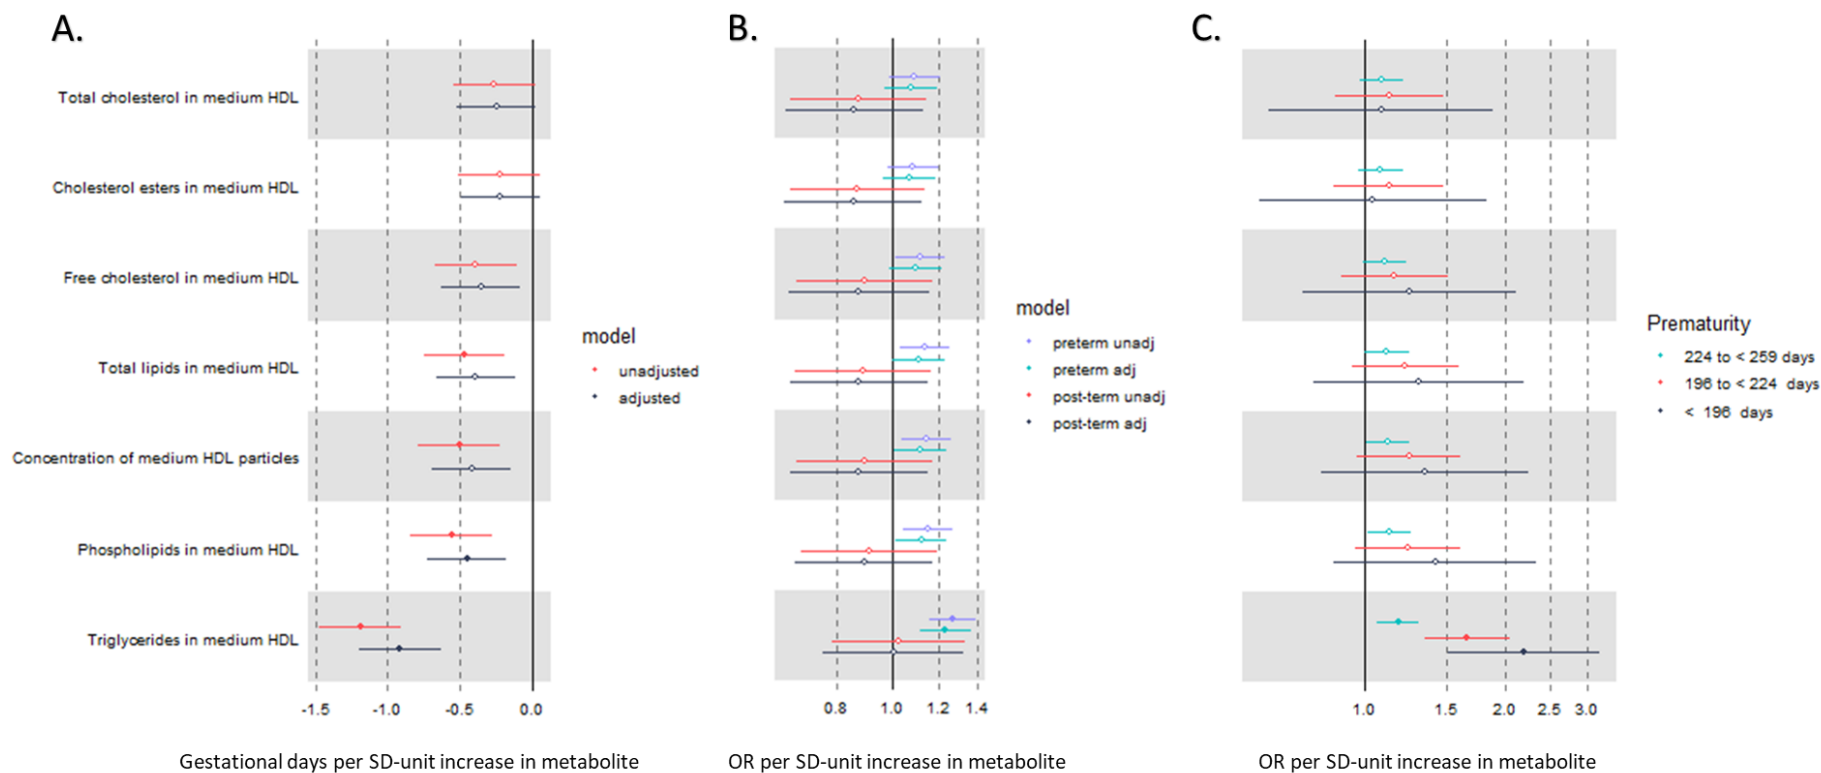 A.
B.
C.
Total cholesterol in medium HDL
Cholesterol esters in medium HDL
Free cholesterol in medium HDL
Total lipids in medium HDL
Concentration of medium HDL particles
Phospholipids in medium HDL
Triglycerides in medium HDL
-1.5 -1.0 -0.5 0.0
Gestational days per SD-unit increase in metabolite
model
unadjusted
adjusted
0.8 1.0 1.2 1.4
OR per SD-unit increase in metabolite
model
preterm unadj
preterm adj
post-term unadj
post-term adj
1.0 1.5 2.0 2.5 3.0
OR per SD-unit increase in metabolite
Prematurity
224 to < 259 days
196 to < 224 days
< 196 days